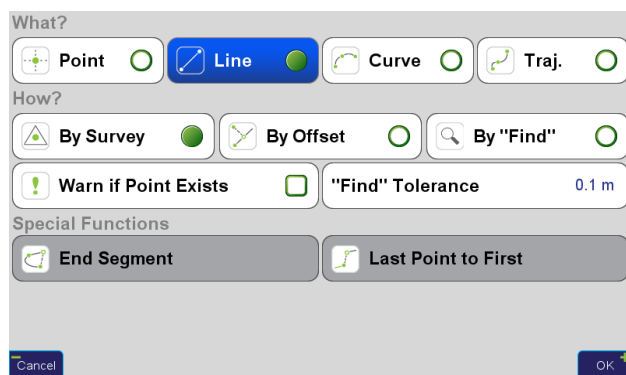 What?
Point Line Curve Traj.
How?
By Survey By Offset By "Find"
Warn if Point Exists "Find" Tolerance 0.1 m
Special Functions
End Segment Last Point to First
Cancel OK